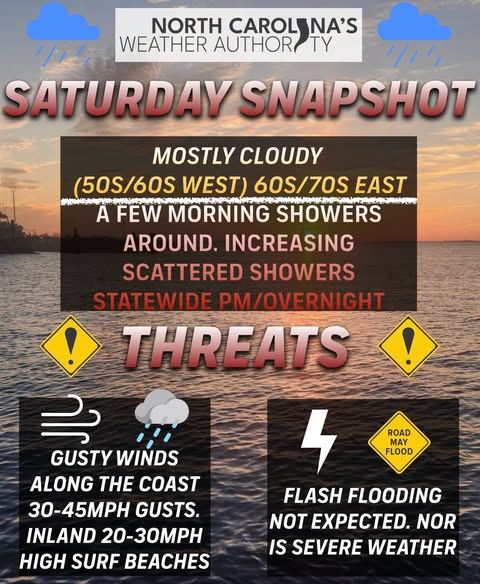 NORTH CAROLINA'S
WEATHER AUTHORITY
SATURDAY SNAPSHOT
MOSTLY CLOUDY
(50S/60S WEST) 60S/70S EAST
A FEW MORNING SHOWERS
AROUND. INCREASING
SCATTERED SHOWERS
STATEWIDE PM/OVERNIGHT
THREATS
GUSTY WINDS
ALONG THE COAST
30-45MPH GUSTS.
INLAND 20-30MPH
HIGH SURF BEACHES
ROAD
MAY
FLOOD
FLASH FLOODING
NOT EXPECTED. NOR
IS SEVERE WEATHER